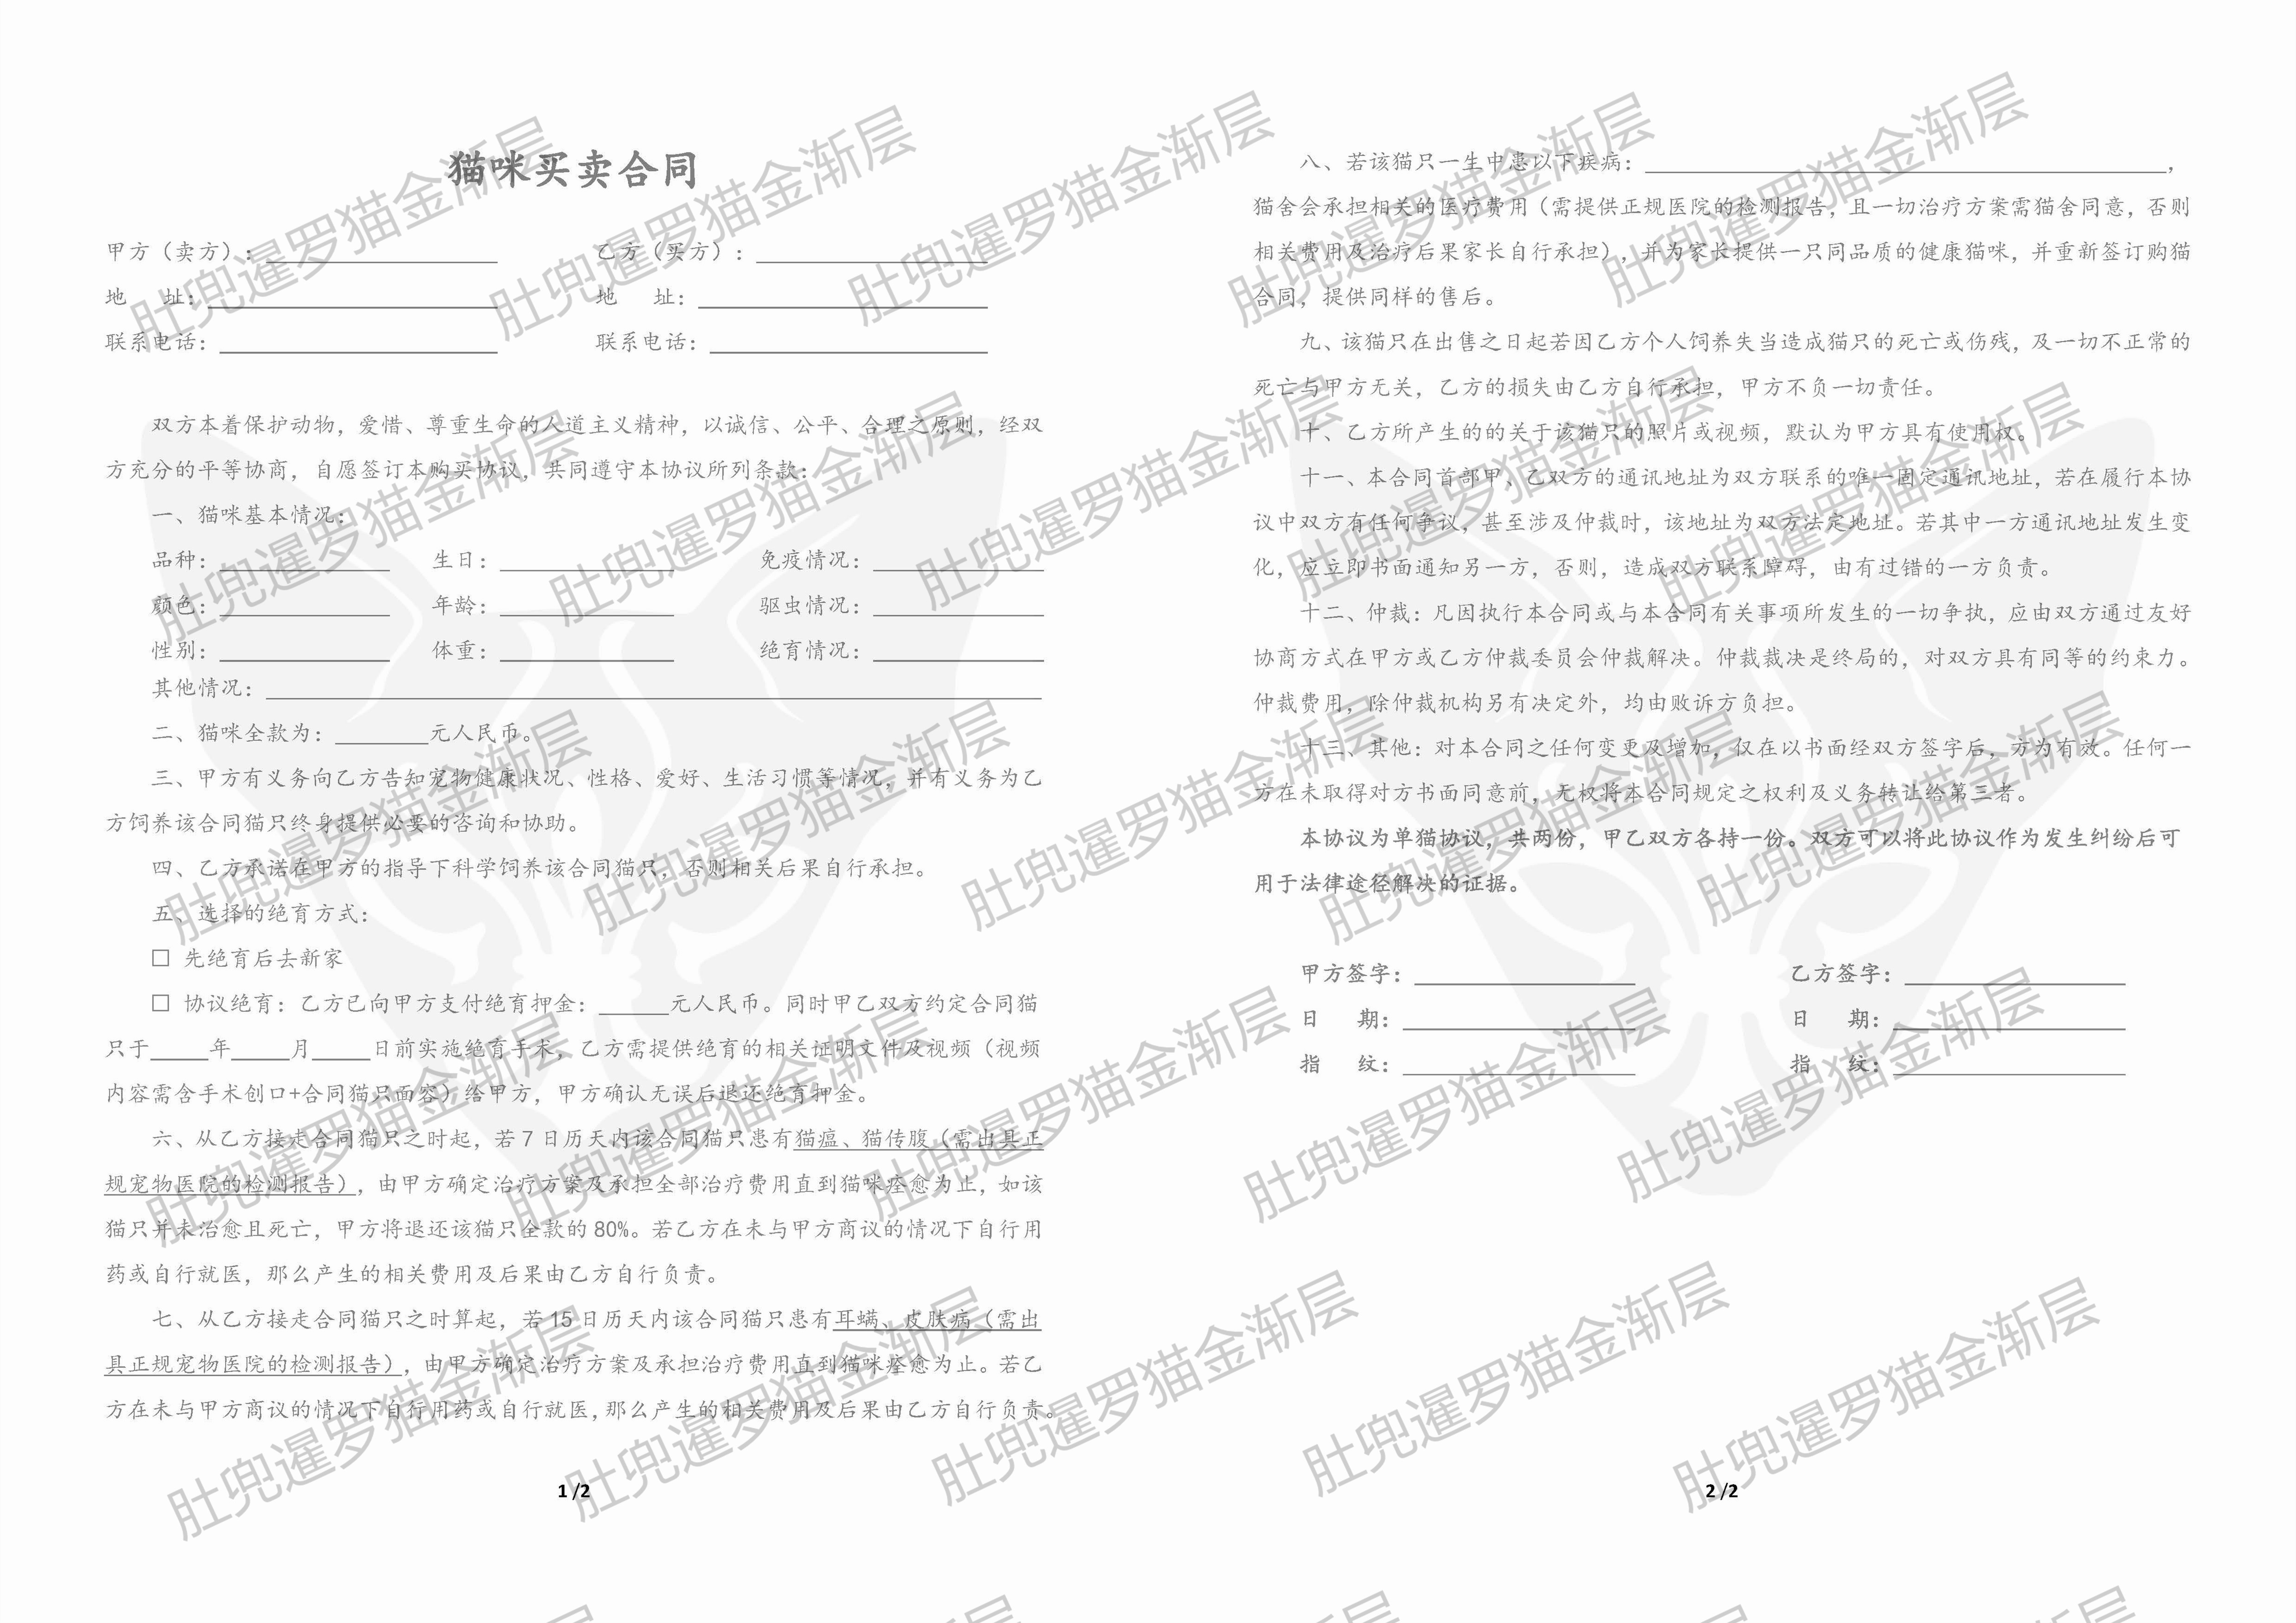 猫咪买卖合同
甲方（卖方）：____ 乙方（买方）：____
地 址：____ 地 址：____
联系电话：____ 联系电话：____
双方本着保护动物，爱惜、尊重生命的人道主义精神，以诚信、公平、合理之原则，经双
方充分的平等协商，自愿签订本购买协议，共同遵守本协议所列条款：
一、猫咪基本情况：
品种：____ 生日：____ 免疫情况：____
颜色：____ 年龄：____ 驱虫情况：____
性别：____ 体重：____ 绝育情况：____
其他情况：____
二、猫咪全款为：____元人民币。
三、甲方有义务向乙方告知宠物健康状况、性格、爱好、生活习惯等情况，并有义务为乙
方饲养该合同猫只终身提供必要的咨询和协助。
四、乙方承诺在甲方的指导下科学饲养该合同猫只，否则相关后果自行承担。
五、选择的绝育方式：
□ 先绝育后去新家
□ 协议绝育：乙方已向甲方支付绝育押金：____元人民币。同时甲乙双方约定合同猫
只于____年____月____日前实施绝育手术，乙方需提供绝育的相关证明文件及视频（视频
内容需含手术创口+合同猫只面容）给甲方，甲方确认无误后退还绝育押金。
六、从乙方接走合同猫只之时起，若 7 日历天内该合同猫只患有猫瘟、猫传腹（需出具正
规宠物医院的检测报告），由甲方确定治疗方案及承担全部治疗费用直到猫咪痊愈为止，如该
猫只并未治愈且死亡，甲方将退还该猫只全款的 80%。若乙方在未与甲方商议的情况下自行用
药或自行就医，那么产生的相关费用及后果由乙方自行负责。
七、从乙方接走合同猫只之时算起，若 15 日历天内该合同猫只患有耳螨、皮肤病（需出
具正规宠物医院的检测报告），由甲方确定治疗方案及承担治疗费用直到猫咪痊愈为止。若乙
方在未与甲方商议的情况下自行用药或自行就医，那么产生的相关费用及后果由乙方自行负责。
1 /2
八、若该猫只一生中患以下疾病：____，
猫舍会承担相关的医疗费用（需提供正规医院的检测报告，且一切治疗方案需猫舍同意，否则
相关费用及治疗后果家长自行承担），并为家长提供一只同品质的健康猫咪，并重新签订购猫
合同，提供同样的售后。
九、该猫只在出售之日起若因乙方个人饲养失当造成猫只的死亡或伤残，及一切不正常的
死亡与甲方无关，乙方的损失由乙方自行承担，甲方不负一切责任。
十、乙方所产生的的关于该猫只的照片或视频，默认为甲方具有使用权。
十一、本合同首部甲、乙双方的通讯地址为双方联系的唯一固定通讯地址，若在履行本协
议中双方有任何争议，甚至涉及仲裁时，该地址为双方法定地址。若其中一方通讯地址发生变
化，应立即书面通知另一方，否则，造成双方联系障碍，由有过错的一方负责。
十二、仲裁：凡因执行本合同或与本合同有关事项所发生的一切争执，应由双方通过友好
协商方式在甲方或乙方仲裁委员会仲裁解决。仲裁裁决是终局的，对双方具有同等的约束力。
仲裁费用，除仲裁机构另有决定外，均由败诉方负担。
十三、其他：对本合同之任何变更及增加，仅在以书面经双方签字后，方为有效。任何一
方在未取得对方书面同意前，无权将本合同规定之权利及义务转让给第三者。
本协议为单猫协议，共两份，甲乙双方各持一份。双方可以将此协议作为发生纠纷后可
用于法律途径解决的证据。
甲方签字：____ 乙方签字：____
日 期：____ 日 期：____
指 纹：____ 指 纹：____
2 /2
肚兜暹罗猫金渐层